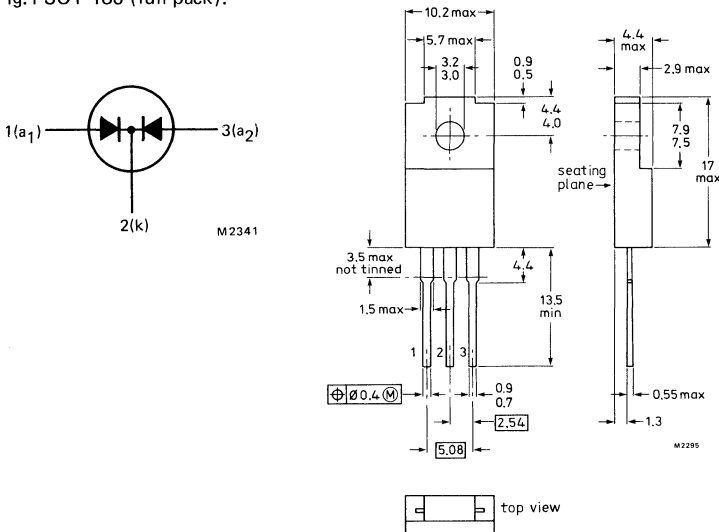 Fig.1 SOT-186 (full-pack).
1(a1)
3(a2)
2(k)
M2341
10.2 max
5.7 max
3.2
3.0
0.9
0.5
4.4
4.0
3.5 max
not tinned
4.4
1.5 max
13.5
min
1 2 3
⌖ Ø0.4 Ⓜ
0.9
0.7
2.54
5.08
4.4
max
2.9 max
7.9
7.5
seating
plane
17
max
0.55 max
1.3
M2295
top view